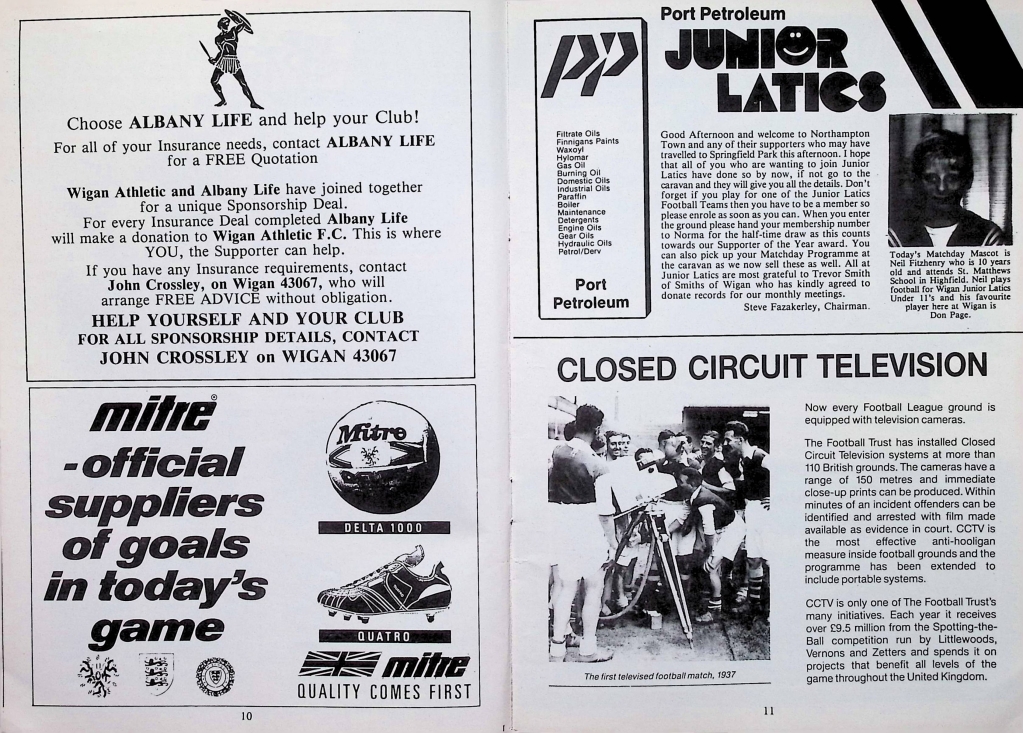 Choose ALBANY LIFE and help your Club!
For all of your Insurance needs, contact ALBANY LIFE
for a FREE Quotation
Wigan Athletic and Albany Life have joined together
for a unique Sponsorship Deal.
For every Insurance Deal completed Albany Life
will make a donation to Wigan Athletic F.C. This is where
YOU, the Supporter can help.
If you have any Insurance requirements, contact
John Crossley, on Wigan 43067, who will
arrange FREE ADVICE without obligation.
HELP YOURSELF AND YOUR CLUB
FOR ALL SPONSORSHIP DETAILS, CONTACT
JOHN CROSSLEY on WIGAN 43067
mitre®
-official
suppliers
of goals
in today's
game
Mitre
DELTA 1000
QUATRO
mitre
QUALITY COMES FIRST
10
Port Petroleum
JUNIOR
LATICS
pp
Filtrate Oils
Finnigans Paints
Waxoyl
Hylomar
Gas Oil
Burning Oil
Domestic Oils
Industrial Oils
Paraffin
Boiler
Maintenance
Detergents
Engine Oils
Gear Oils
Hydraulic Oils
Petrol/Derv
Port
Petroleum
Good Afternoon and welcome to Northampton
Town and any of their supporters who may have
travelled to Springfield Park this afternoon. I hope
that all of you who are wanting to join Junior
Latics have done so by now, if not go to the
caravan and they will give you all the details. Don't
forget if you play for one of the Junior Latics
Football Teams then you have to be a member so
please enrole as soon as you can. When you enter
the ground please hand your membership number
to Norma for the half-time draw as this counts
towards our Supporter of the Year award. You
can also pick up your Matchday Programme at
the caravan as we now sell these as well. All at
Junior Latics are most grateful to Trevor Smith
of Smiths of Wigan who has kindly agreed to
donate records for our monthly meetings.
Steve Fazakerley, Chairman.
Today's Matchday Mascot is
Neil Fitzhenry who is 10 years
old and attends St. Matthews
School in Highfield. Neil plays
football for Wigan Junior Latics
Under 11's and his favourite
player here at Wigan is
Don Page.
CLOSED CIRCUIT TELEVISION
The first televised football match, 1937
Now every Football League ground is
equipped with television cameras.
The Football Trust has installed Closed
Circuit Television systems at more than
110 British grounds. The cameras have a
range of 150 metres and immediate
close-up prints can be produced. Within
minutes of an incident offenders can be
identified and arrested with film made
available as evidence in court. CCTV is
the most effective anti-hooligan
measure inside football grounds and the
programme has been extended to
include portable systems.
CCTV is only one of The Football Trust's
many initiatives. Each year it receives
over £9.5 million from the Spotting-the-
Ball competition run by Littlewoods,
Vernons and Zetters and spends it on
projects that benefit all levels of the
game throughout the United Kingdom.
11